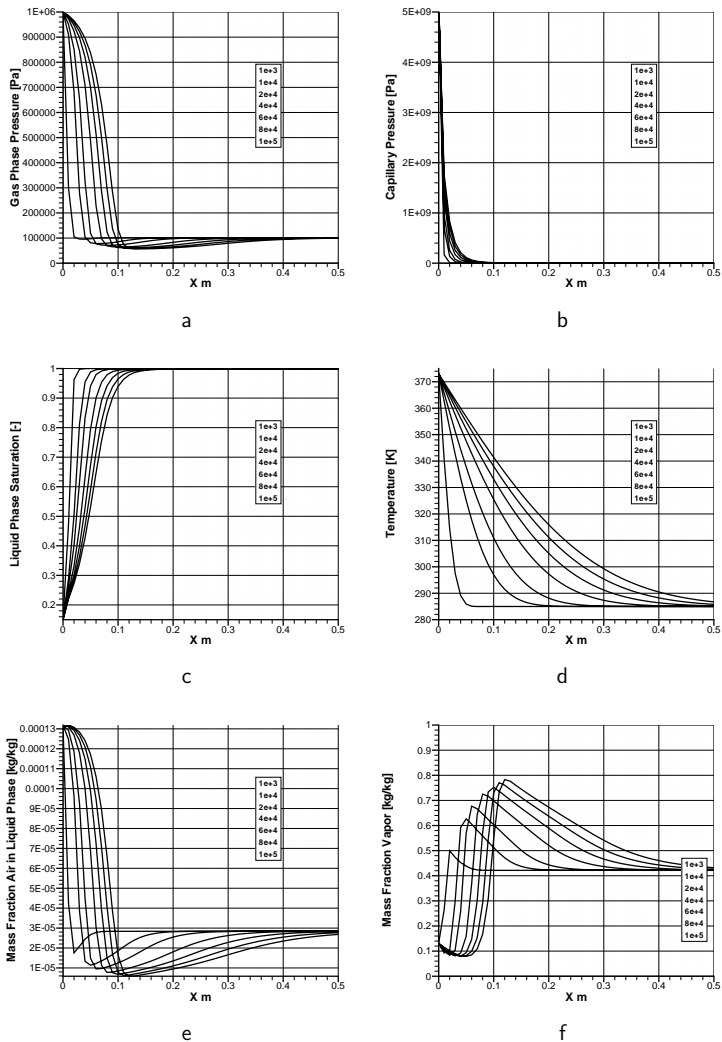 Gas Phase Pressure [Pa]
1E+06
900000
800000
700000
600000
500000
400000
300000
200000
100000
0
0 0.1 0.2 0.3 0.4 0.5
X m
1e+3
1e+4
2e+4
4e+4
6e+4
8e+4
1e+5
a
Capillary Pressure [Pa]
5E+09
4E+09
3E+09
2E+09
1E+09
0
0 0.1 0.2 0.3 0.4 0.5
X m
1e+3
1e+4
2e+4
4e+4
6e+4
8e+4
1e+5
b
Liquid Phase Saturation [-]
1
0.9
0.8
0.7
0.6
0.5
0.4
0.3
0.2
0 0.1 0.2 0.3 0.4 0.5
X m
1e+3
1e+4
2e+4
4e+4
6e+4
8e+4
1e+5
c
Temperature [K]
370
360
350
340
330
320
310
300
290
280
0 0.1 0.2 0.3 0.4 0.5
X m
1e+3
1e+4
2e+4
4e+4
6e+4
8e+4
1e+5
d
Mass Fraction Air in Liquid Phase [kg/kg]
0.00013
0.00012
0.00011
0.0001
9E-05
8E-05
7E-05
6E-05
5E-05
4E-05
3E-05
2E-05
1E-05
0 0.1 0.2 0.3 0.4 0.5
X m
1e+3
1e+4
2e+4
4e+4
6e+4
8e+4
1e+5
e
Mass Fraction Vapor [kg/kg]
1
0.9
0.8
0.7
0.6
0.5
0.4
0.3
0.2
0.1
0
0 0.1 0.2 0.3 0.4 0.5
X m
1e+3
1e+4
2e+4
4e+4
6e+4
8e+4
1e+5
f